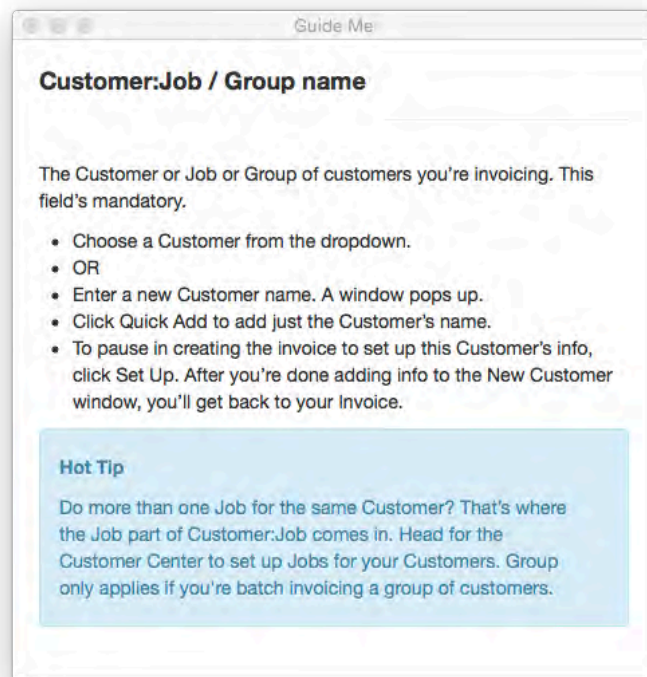 Guide Me
Customer:Job / Group name
The Customer or Job or Group of customers you're invoicing. This
field's mandatory.
• Choose a Customer from the dropdown.
• OR
• Enter a new Customer name. A window pops up.
• Click Quick Add to add just the Customer's name.
• To pause in creating the invoice to set up this Customer's info,
click Set Up. After you're done adding info to the New Customer
window, you'll get back to your Invoice.
Hot Tip
Do more than one Job for the same Customer? That's where
the Job part of Customer:Job comes in. Head for the
Customer Center to set up Jobs for your Customers. Group
only applies if you're batch invoicing a group of customers.